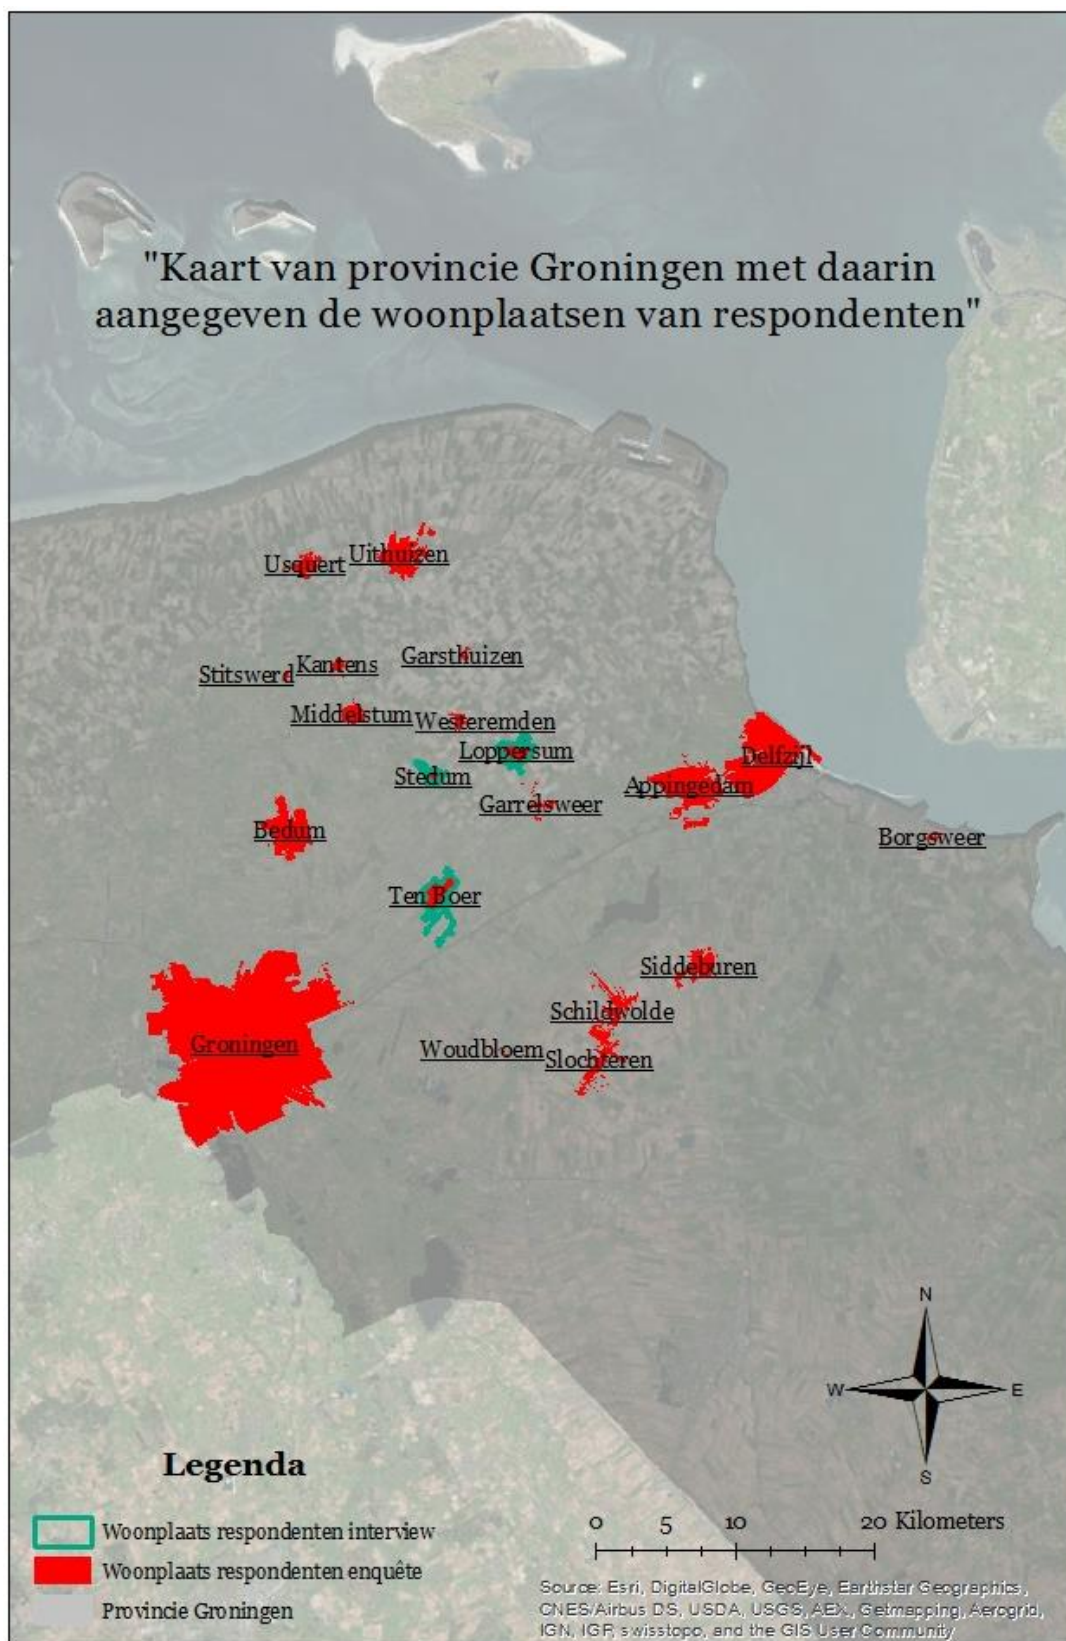 "Kaart van provincie Groningen met daarin
aangegeven de woonplaatsen van respondenten"
Usquert
Uithuizen
Stitswerd
Kantens
Garsthuizen
Middelstum
Westeremden
Loppersum
Stedum
Garrelsweer
Appingedam
Delfzijl
Bedum
Borgsweer
Ten Boer
Siddeburen
Schildwolde
Groningen
Woudbloem
Slochteren
N
W
E
S
Legenda
Woonplaats respondenten interview
Woonplaats respondenten enquête
Provincie Groningen
0 5 10 20 Kilometers
Source: Esri, DigitalGlobe, GeoEye, Earthstar Geographics,
CNES/Airbus DS, USDA, USGS, AEX, Getmapping, Aerogrid,
IGN, IGP, swisstopo, and the GIS User Community